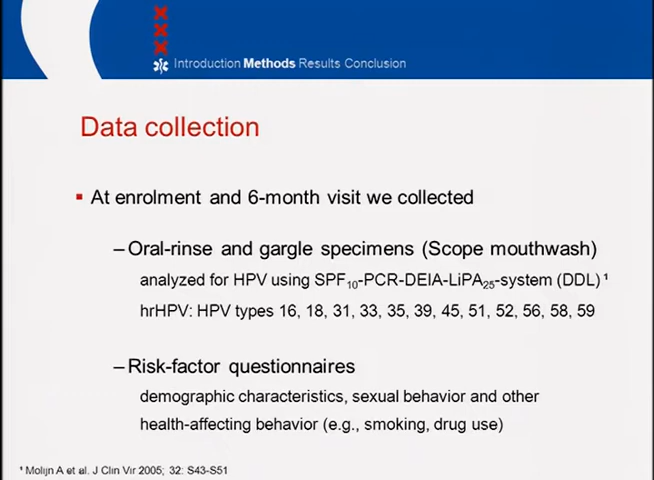 Introduction Methods Results Conclusion
Data collection
▪ At enrolment and 6-month visit we collected
–Oral-rinse and gargle specimens (Scope mouthwash)
analyzed for HPV using SPF10-PCR-DEIA-LiPA25-system (DDL)¹
hrHPV: HPV types 16, 18, 31, 33, 35, 39, 45, 51, 52, 56, 58, 59
–Risk-factor questionnaires
demographic characteristics, sexual behavior and other
health-affecting behavior (e.g., smoking, drug use)
¹ Molijn A et al. J Clin Vir 2005; 32: S43-S51